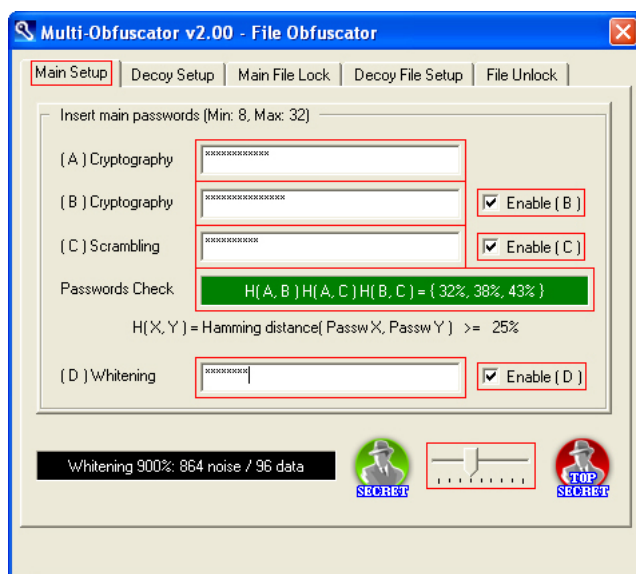 Multi-Obfuscator v2.00 - File Obfuscator
Main Setup Decoy Setup Main File Lock Decoy File Setup File Unlock
Insert main passwords (Min: 8, Max: 32)
( A ) Cryptography ************
( B ) Cryptography *************** Enable ( B )
( C ) Scrambling ********** Enable ( C )
Passwords Check H( A, B ) H( A, C ) H( B, C ) = { 32%, 38%, 43% }
H( X, Y ) = Hamming distance( Passw X, Passw Y ) >= 25%
( D ) Whitening ******** Enable ( D )
Whitening 900%: 864 noise / 96 data SECRET TOP SECRET